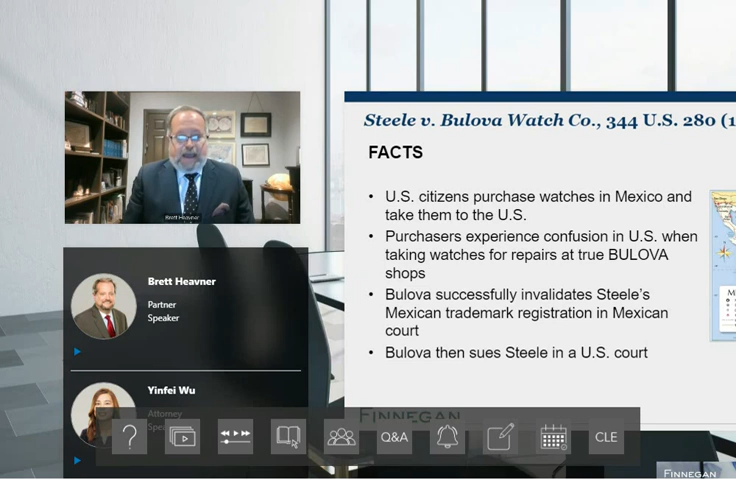 Steele v. Bulova Watch Co., 344 U.S. 280 (1
FACTS
• U.S. citizens purchase watches in Mexico and
take them to the U.S.
• Purchasers experience confusion in U.S. when
taking watches for repairs at true BULOVA
shops
• Bulova successfully invalidates Steele's
Mexican trademark registration in Mexican
court
• Bulova then sues Steele in a U.S. court
FINNEGAN
Brett Heavner
Brett Heavner
Partner
Speaker
Yinfei Wu
Attorney
?
Q&A
CLE
FINNEGAN